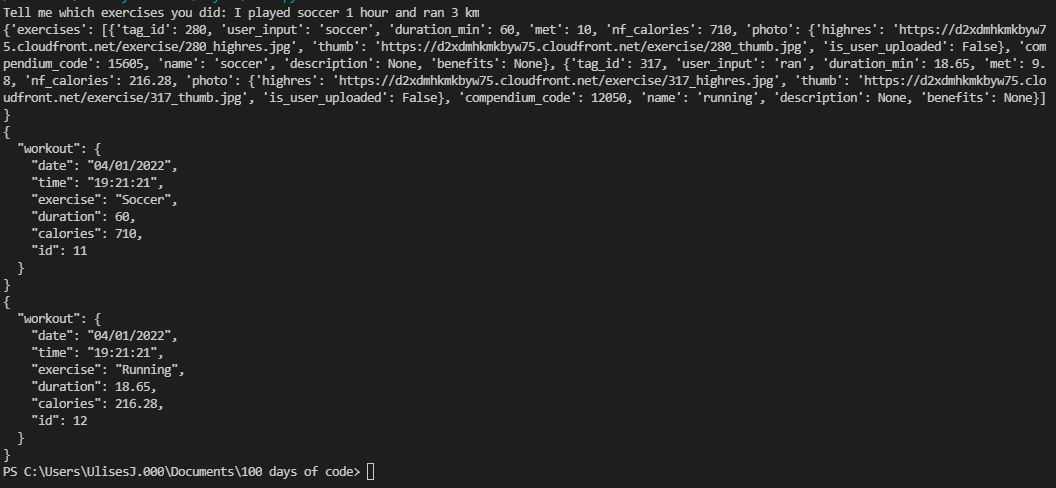 Tell me which exercises you did: I played soccer 1 hour and ran 3 km
{'exercises': [{'tag_id': 280, 'user_input': 'soccer', 'duration_min': 60, 'met': 10, 'nf_calories': 710, 'photo': {'highres': 'https://d2xdmhkmkbyw7
5.cloudfront.net/exercise/280_highres.jpg', 'thumb': 'https://d2xdmhkmkbyw75.cloudfront.net/exercise/280_thumb.jpg', 'is_user_uploaded': False}, 'com
pendium_code': 15605, 'name': 'soccer', 'description': None, 'benefits': None}, {'tag_id': 317, 'user_input': 'ran', 'duration_min': 18.65, 'met': 9.
8, 'nf_calories': 216.28, 'photo': {'highres': 'https://d2xdmhkmkbyw75.cloudfront.net/exercise/317_highres.jpg', 'thumb': 'https://d2xdmhkmkbyw75.clo
udfront.net/exercise/317_thumb.jpg', 'is_user_uploaded': False}, 'compendium_code': 12050, 'name': 'running', 'description': None, 'benefits': None}]
}
{
  "workout": {
    "date": "04/01/2022",
    "time": "19:21:21",
    "exercise": "Soccer",
    "duration": 60,
    "calories": 710,
    "id": 11
  }
}
{
  "workout": {
    "date": "04/01/2022",
    "time": "19:21:21",
    "exercise": "Running",
    "duration": 18.65,
    "calories": 216.28,
    "id": 12
  }
}
PS C:\Users\UlisesJ.000\Documents\100 days of code>